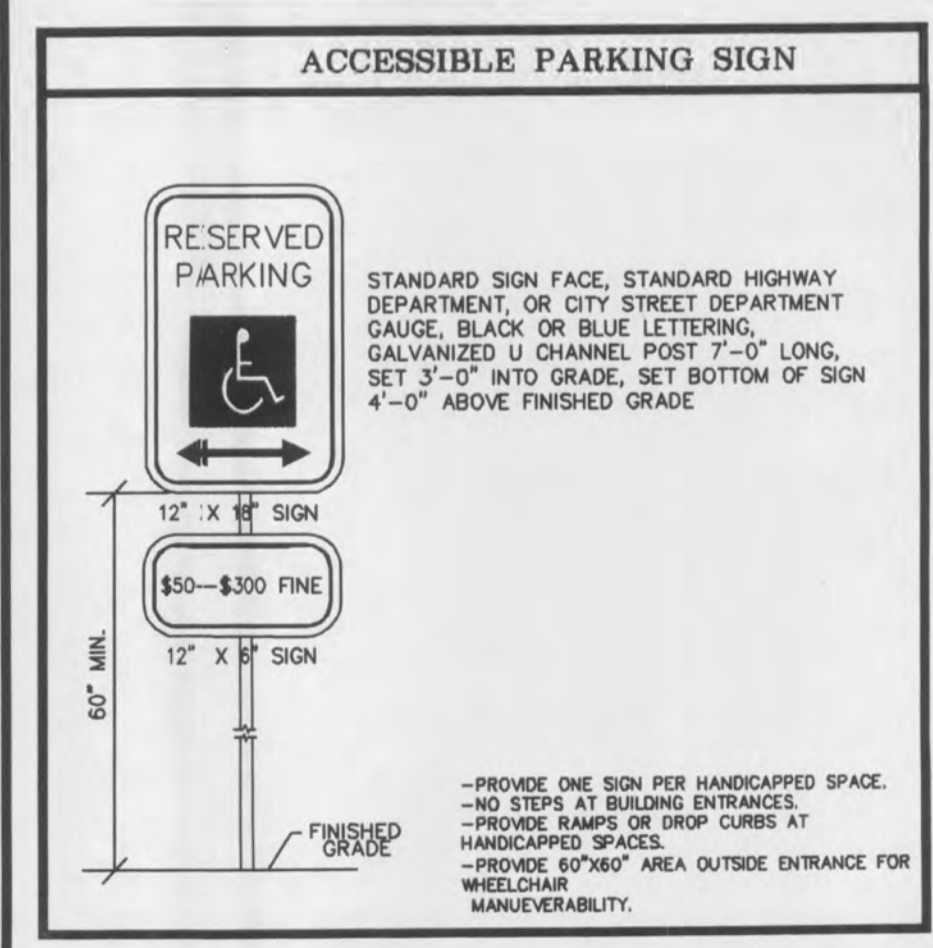 ACCESSIBLE PARKING SIGN
RESERVED
PARKING
STANDARD SIGN FACE, STANDARD HIGHWAY
DEPARTMENT, OR CITY STREET DEPARTMENT
GAUGE, BLACK OR BLUE LETTERING,
GALVANIZED U CHANNEL POST 7'-0" LONG,
SET 3'-0" INTO GRADE, SET BOTTOM OF SIGN
4'-0" ABOVE FINISHED GRADE
12" X 18" SIGN
$50--$300 FINE
12" X 6" SIGN
60" MIN.
FINISHED
GRADE
-PROVIDE ONE SIGN PER HANDICAPPED SPACE.
-NO STEPS AT BUILDING ENTRANCES.
-PROVIDE RAMPS OR DROP CURBS AT
HANDICAPPED SPACES.
-PROVIDE 60"X60" AREA OUTSIDE ENTRANCE FOR
WHEELCHAIR
MANUEVERABILITY.